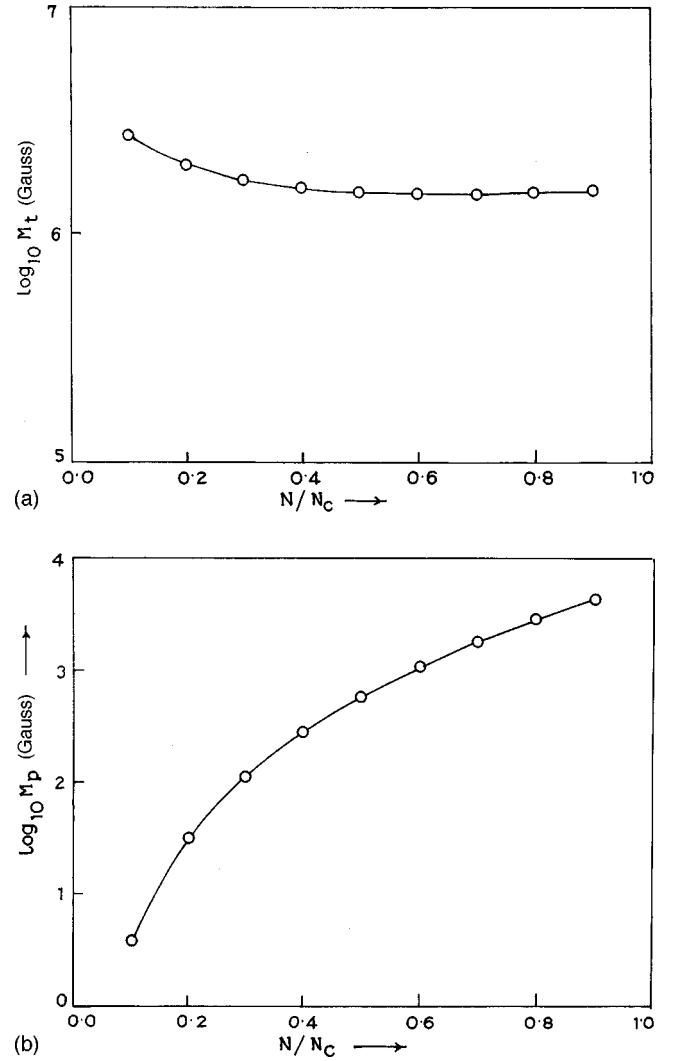 7
6
5
log₁₀ Mt (Gauss)
0·0 0·2 0·4 0·6 0·8 1·0
(a)
N/Nc →
4
3
2
1
0
log₁₀ Mp (Gauss) →
0·0 0·2 0·4 0·6 0·8 1·0
(b)
N/Nc →